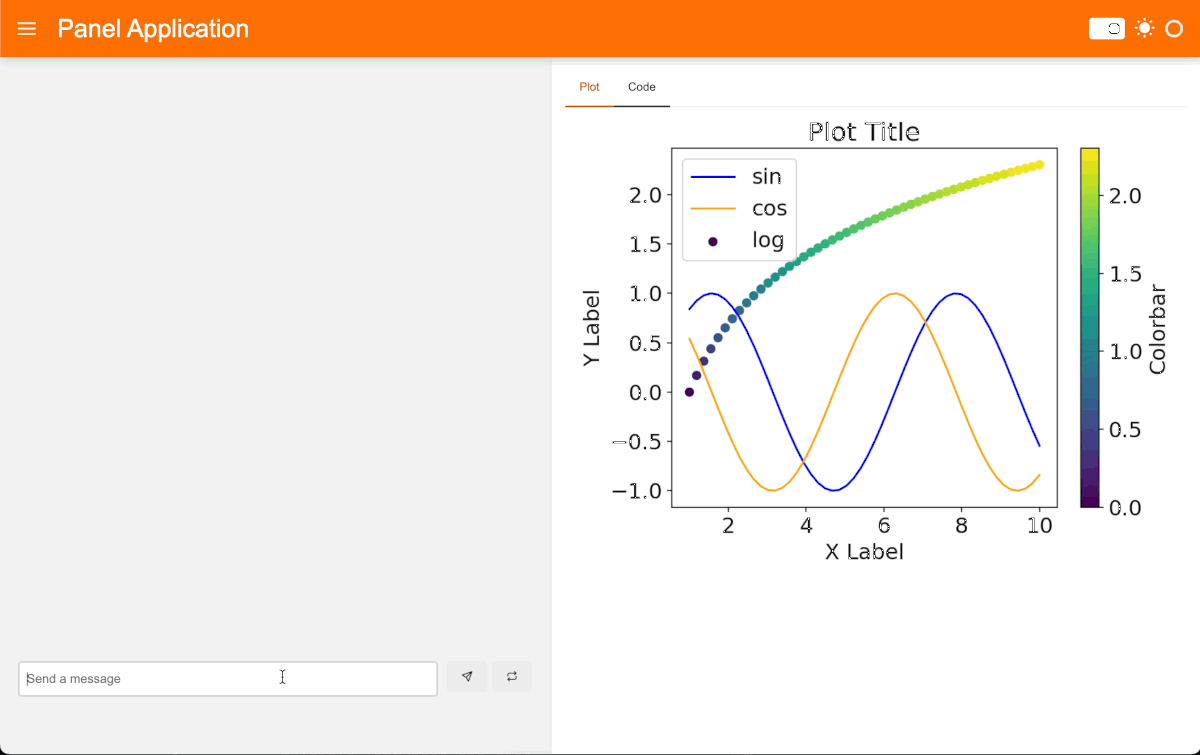 Panel Application
Send a message
Plot Code
Plot Title
sin
cos
log
2.0
1.5
1.0
0.5
0.0
−0.5
−1.0
Y Label
2 4 6 8 10
X Label
2.0
1.5
1.0
0.5
0.0
Colorbar